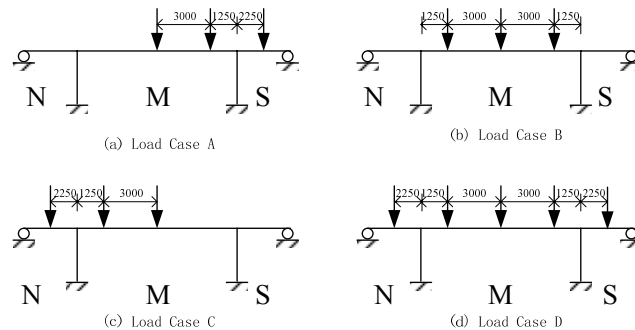 3000 1250 2250
N M S
(a) Load Case A
1250 3000 3000 1250
N M S
(b) Load Case B
2250 1250 3000
N M S
(c) Load Case C
2250 1250 3000 3000 1250 2250
N M S
(d) Load Case D